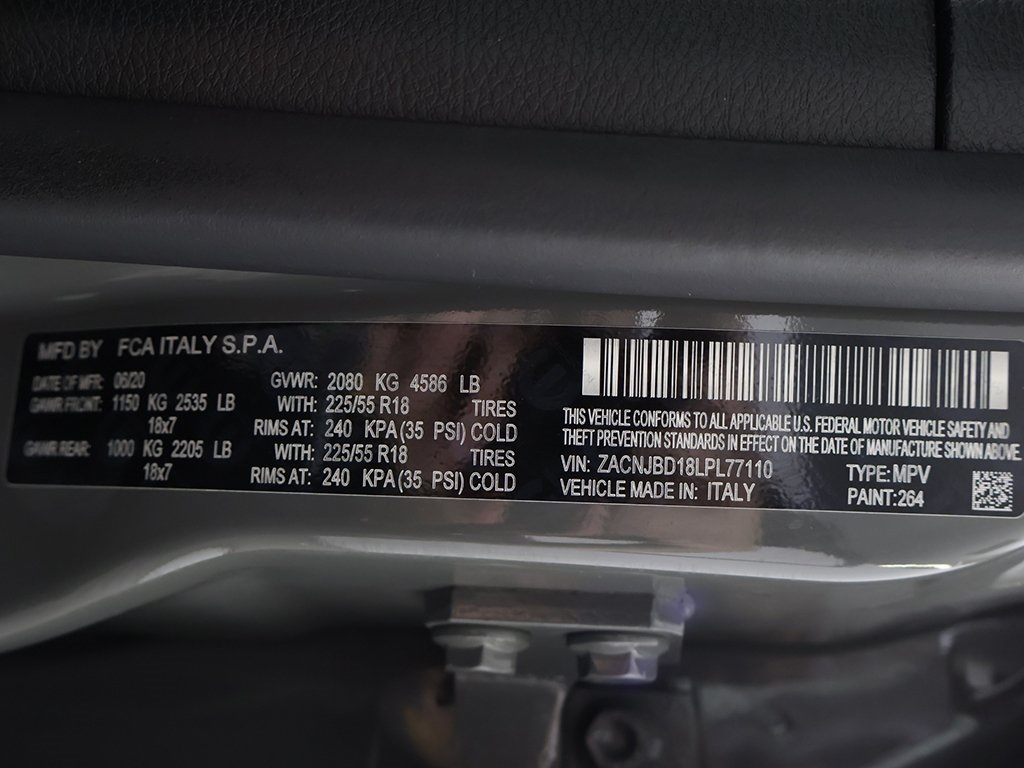 MFD BY FCA ITALY S.P.A.
DATE OF MFR: 06/20 GVWR: 2080 KG 4586 LB
GAWR FRONT: 1150 KG 2535 LB WITH: 225/55 R18 TIRES
18x7 RIMS AT: 240 KPA(35 PSI) COLD
GAWR REAR: 1000 KG 2205 LB WITH: 225/55 R18 TIRES
18x7 RIMS AT: 240 KPA(35 PSI) COLD
THIS VEHICLE CONFORMS TO ALL APPLICABLE U.S. FEDERAL MOTOR VEHICLE SAFETY AND
THEFT PREVENTION STANDARDS IN EFFECT ON THE DATE OF MANUFACTURE SHOWN ABOVE.
VIN: ZACNJBD18LPL77110 TYPE: MPV
VEHICLE MADE IN: ITALY PAINT:264